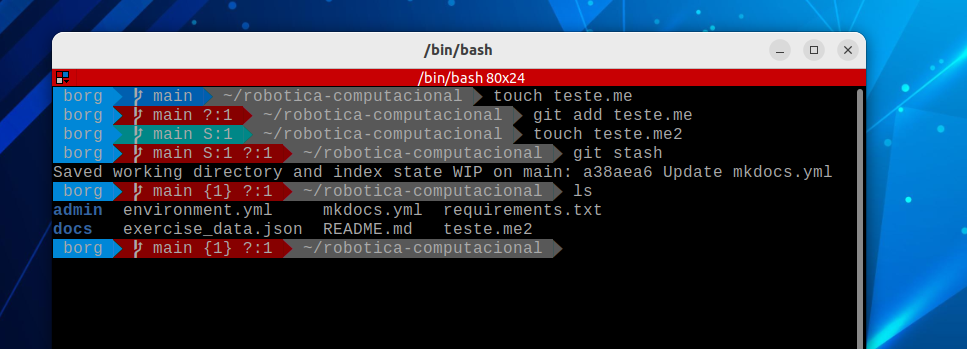 /bin/bash
/bin/bash 80x24
borg main ~/robotica-computacional touch teste.me
borg main ?:1 ~/robotica-computacional git add teste.me
borg main S:1 ~/robotica-computacional touch teste.me2
borg main S:1 ?:1 ~/robotica-computacional git stash
Saved working directory and index state WIP on main: a38aea6 Update mkdocs.yml
borg main {1} ?:1 ~/robotica-computacional ls
admin environment.yml mkdocs.yml requirements.txt
docs exercise_data.json README.md teste.me2
borg main {1} ?:1 ~/robotica-computacional